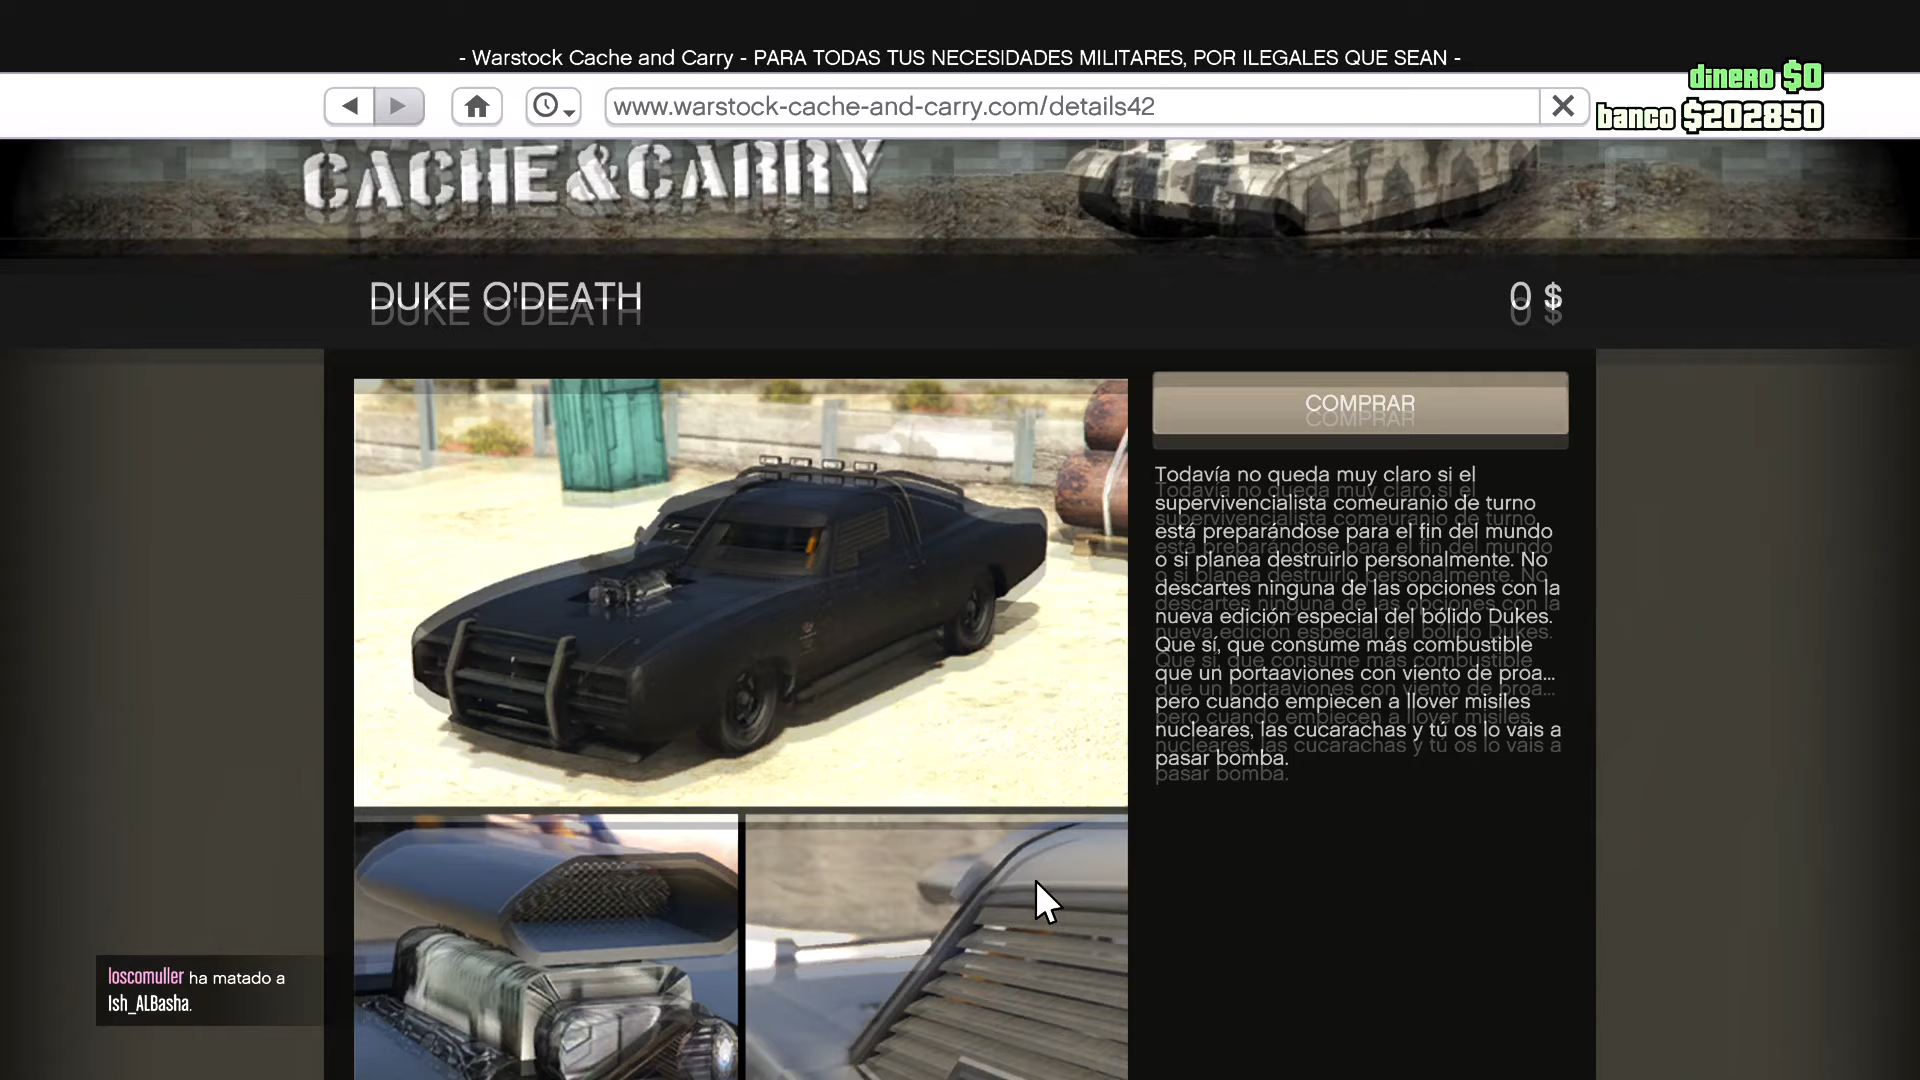 - Warstock Cache and Carry - PARA TODAS TUS NECESIDADES MILITARES, POR ILEGALES QUE SEAN -
dinero $0
www.warstock-cache-and-carry.com/details42
banco $202850
CACHE&CARRY
DUKE O'DEATH
0 $
COMPRAR
Todavía no queda muy claro si el
supervivencialista comeuranio de turno
está preparándose para el fin del mundo
o si planea destruirlo personalmente. No
descartes ninguna de las opciones con la
nueva edición especial del bólido Dukes.
Que sí, que consume más combustible
que un portaaviones con viento de proa...
pero cuando empiecen a llover misiles
nucleares, las cucarachas y tú os lo vais a
pasar bomba.
loscomuller ha matado a
Ish_ALBasha.